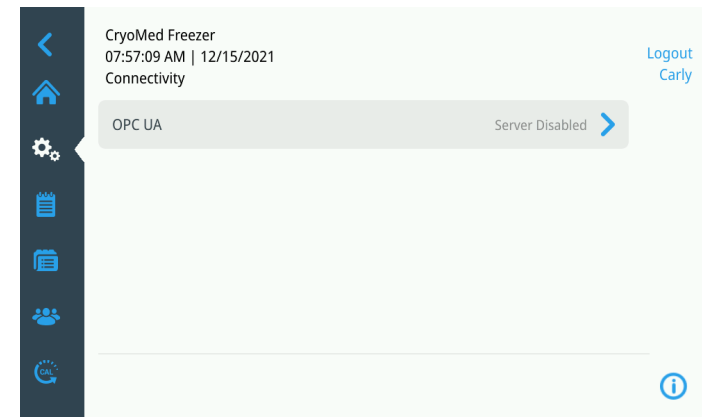 CryoMed Freezer
07:57:09 AM | 12/15/2021
Connectivity
Logout
Carly
OPC UA
Server Disabled
CAL